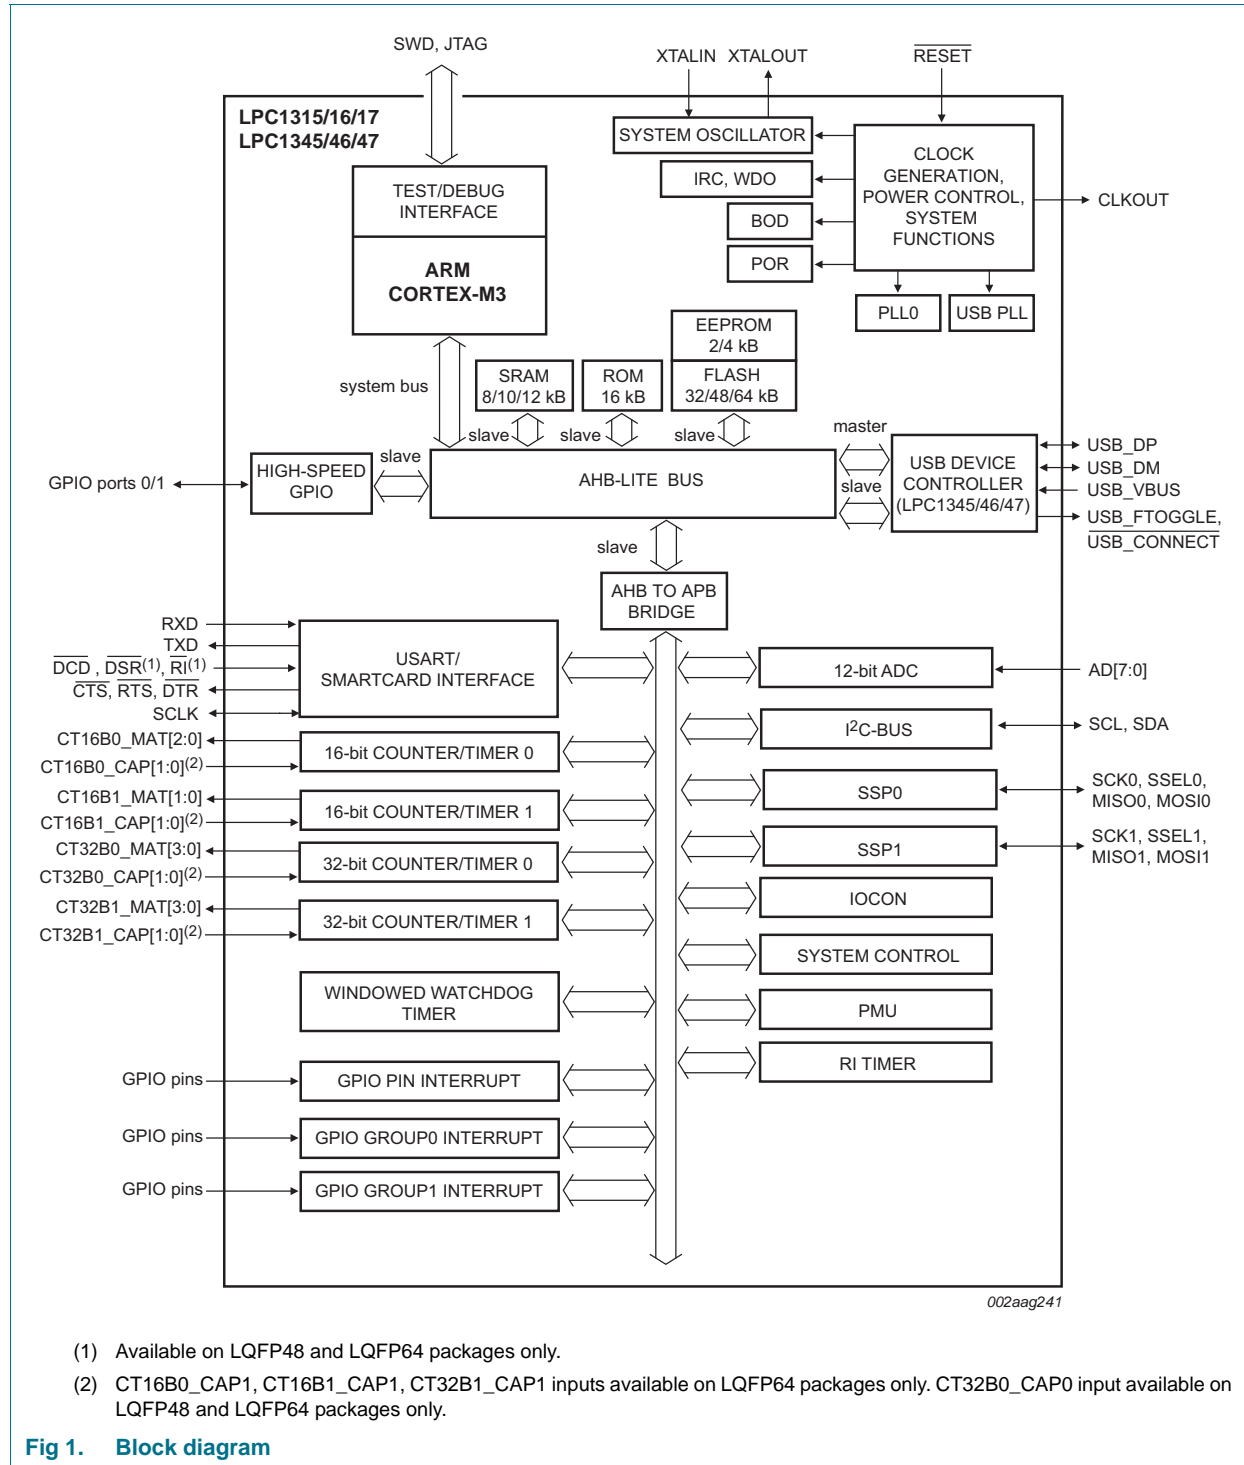 SWD, JTAG
XTALIN XTALOUT
RESET
LPC1315/16/17
LPC1345/46/47
SYSTEM OSCILLATOR
CLOCK
GENERATION,
POWER CONTROL,
SYSTEM
FUNCTIONS
IRC, WDO
CLKOUT
BOD
POR
TEST/DEBUG
INTERFACE
ARM
CORTEX-M3
PLL0
USB PLL
EEPROM
2/4 kB
system bus
SRAM
8/10/12 kB
ROM
16 kB
FLASH
32/48/64 kB
slave
slave
slave
master
slave
slave
GPIO ports 0/1
HIGH-SPEED
GPIO
AHB-LITE BUS
USB DEVICE
CONTROLLER
(LPC1345/46/47)
USB_DP
USB_DM
USB_VBUS
USB_FTOGGLE,
USB_CONNECT
slave
AHB TO APB
BRIDGE
RXD
TXD
DCD , DSR(1), RI(1)
CTS, RTS, DTR
SCLK
USART/
SMARTCARD INTERFACE
12-bit ADC
AD[7:0]
CT16B0_MAT[2:0]
CT16B0_CAP[1:0](2)
16-bit COUNTER/TIMER 0
I2C-BUS
SCL, SDA
CT16B1_MAT[1:0]
CT16B1_CAP[1:0](2)
16-bit COUNTER/TIMER 1
SSP0
SCK0, SSEL0,
MISO0, MOSI0
CT32B0_MAT[3:0]
CT32B0_CAP[1:0](2)
32-bit COUNTER/TIMER 0
SSP1
SCK1, SSEL1,
MISO1, MOSI1
CT32B1_MAT[3:0]
CT32B1_CAP[1:0](2)
32-bit COUNTER/TIMER 1
IOCON
SYSTEM CONTROL
WINDOWED WATCHDOG
TIMER
PMU
RI TIMER
GPIO pins
GPIO PIN INTERRUPT
GPIO pins
GPIO GROUP0 INTERRUPT
GPIO pins
GPIO GROUP1 INTERRUPT
002aag241
(1) Available on LQFP48 and LQFP64 packages only.
(2) CT16B0_CAP1, CT16B1_CAP1, CT32B1_CAP1 inputs available on LQFP64 packages only. CT32B0_CAP0 input available on
LQFP48 and LQFP64 packages only.
Fig 1. Block diagram